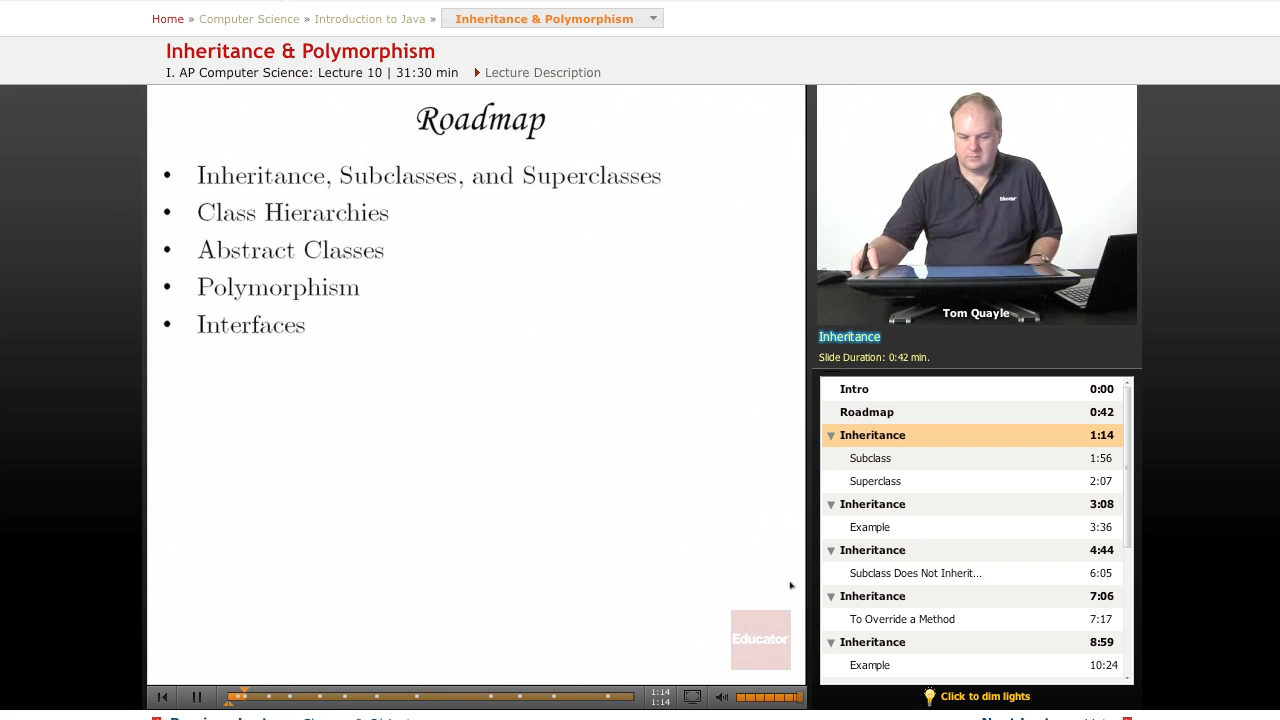 Home » Computer Science » Introduction to Java » Inheritance & Polymorphism
Inheritance & Polymorphism
I. AP Computer Science: Lecture 10 | 31:30 min Lecture Description
Roadmap
• Inheritance, Subclasses, and Superclasses
• Class Hierarchies
• Abstract Classes
• Polymorphism
• Interfaces
Educator
Educator
Tom Quayle
Inheritance
Slide Duration: 0:42 min.
Intro 0:00
Roadmap 0:42
Inheritance 1:14
Subclass 1:56
Superclass 2:07
Inheritance 3:08
Example 3:36
Inheritance 4:44
Subclass Does Not Inherit... 6:05
Inheritance 7:06
To Override a Method 7:17
Inheritance 8:59
Example 10:24
1:14
1:14
Click to dim lights